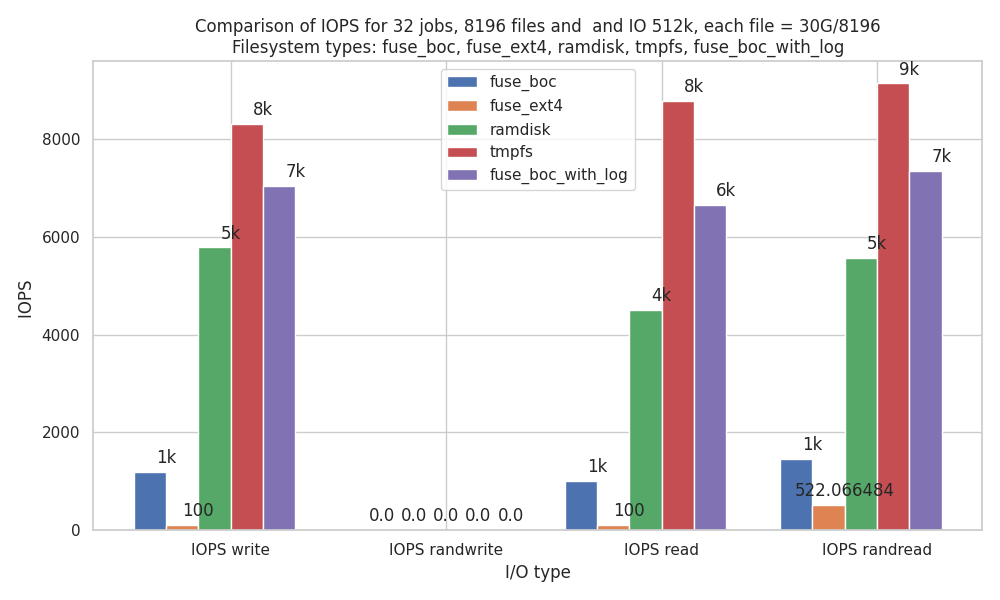 Comparison of IOPS for 32 jobs, 8196 files and  and IO 512k, each file = 30G/8196
Filesystem types: fuse_boc, fuse_ext4, ramdisk, tmpfs, fuse_boc_with_log
fuse_boc
fuse_ext4
ramdisk
tmpfs
fuse_boc_with_log
IOPS
8000
6000
4000
2000
0
1k
100
5k
8k
7k
0.0 0.0 0.0 0.0 0.0
1k
100
4k
8k
6k
1k
522.066484
5k
9k
7k
IOPS write
IOPS randwrite
IOPS read
IOPS randread
I/O type